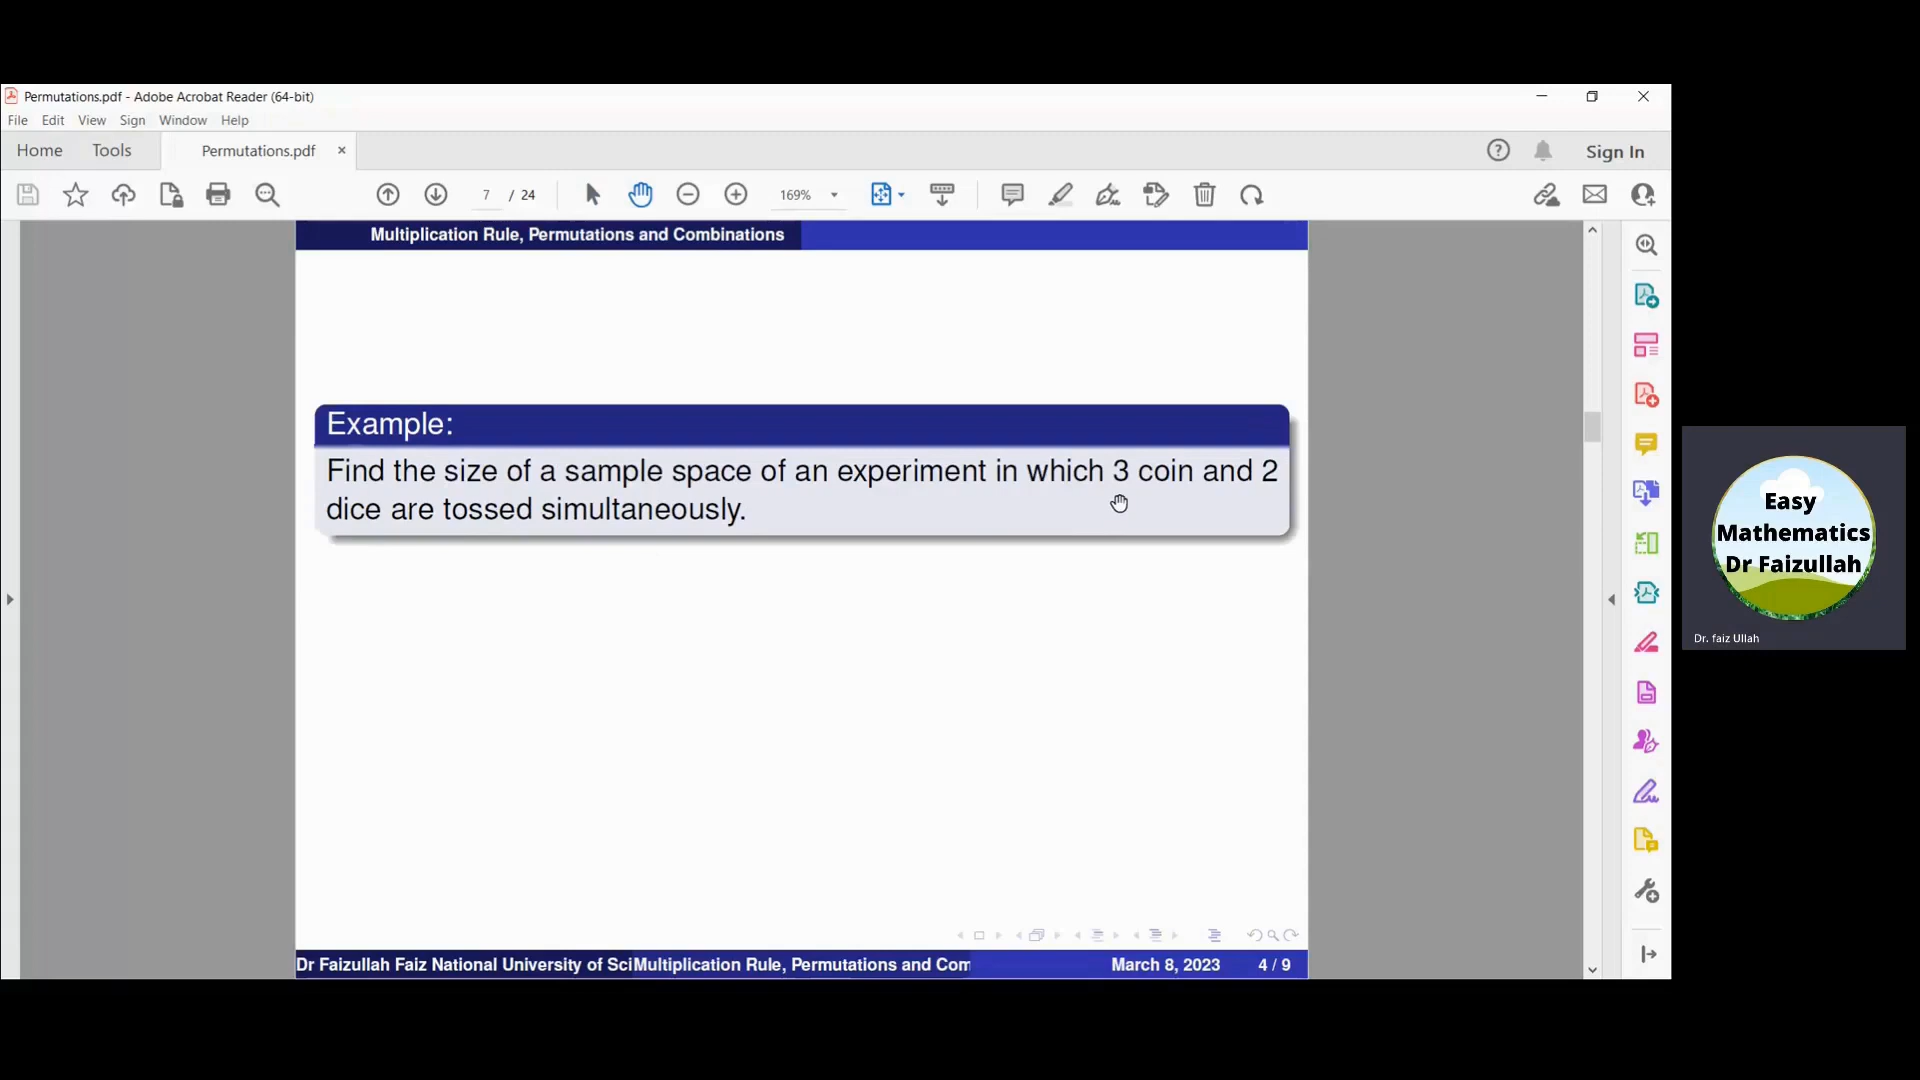 Permutations.pdf - Adobe Acrobat Reader (64-bit)
File Edit View Sign Window Help
Home Tools Permutations.pdf × Sign In
7 / 24 169%
Multiplication Rule, Permutations and Combinations
Example:
Find the size of a sample space of an experiment in which 3 coin and 2
dice are tossed simultaneously.
Easy
Mathematics
Dr Faizullah
Dr. faiz Ullah
Dr Faizullah Faiz National University of SciMultiplication Rule, Permutations and Com March 8, 2023 4 / 9